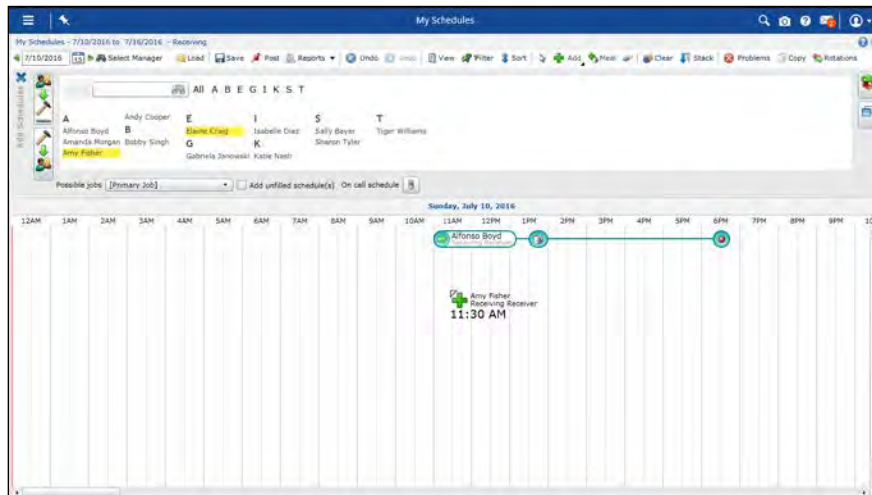 My Schedules
My Schedules - 7/10/2016 to 7/16/2016 - Receiving
7/10/2016 Select Manager Load Save Post Reports Undo View Filter Sort Add Meal Clear Stack Problems Copy Rotations
Add Schedules
All A B E G I K S T
A Andy Cooper E I S T
Alfonso Boyd B Elaine Craig Isabelle Diaz Sally Bayer Tiger Williams
Amanda Morgan Bobby Singh G K Sharon Tyler
Amy Fisher Gabriela Janowski Katie Nash
Possible jobs [Primary Job] Add unfilled schedule(s) On call schedule
Sunday, July 10, 2016
12AM 1AM 2AM 3AM 4AM 5AM 6AM 7AM 8AM 9AM 10AM 11AM 12PM 1PM 2PM 3PM 4PM 5PM 6PM 7PM 8PM 9PM
Alfonso Boyd
Receiving Receiver
Amy Fisher
Receiving Receiver
11:30 AM